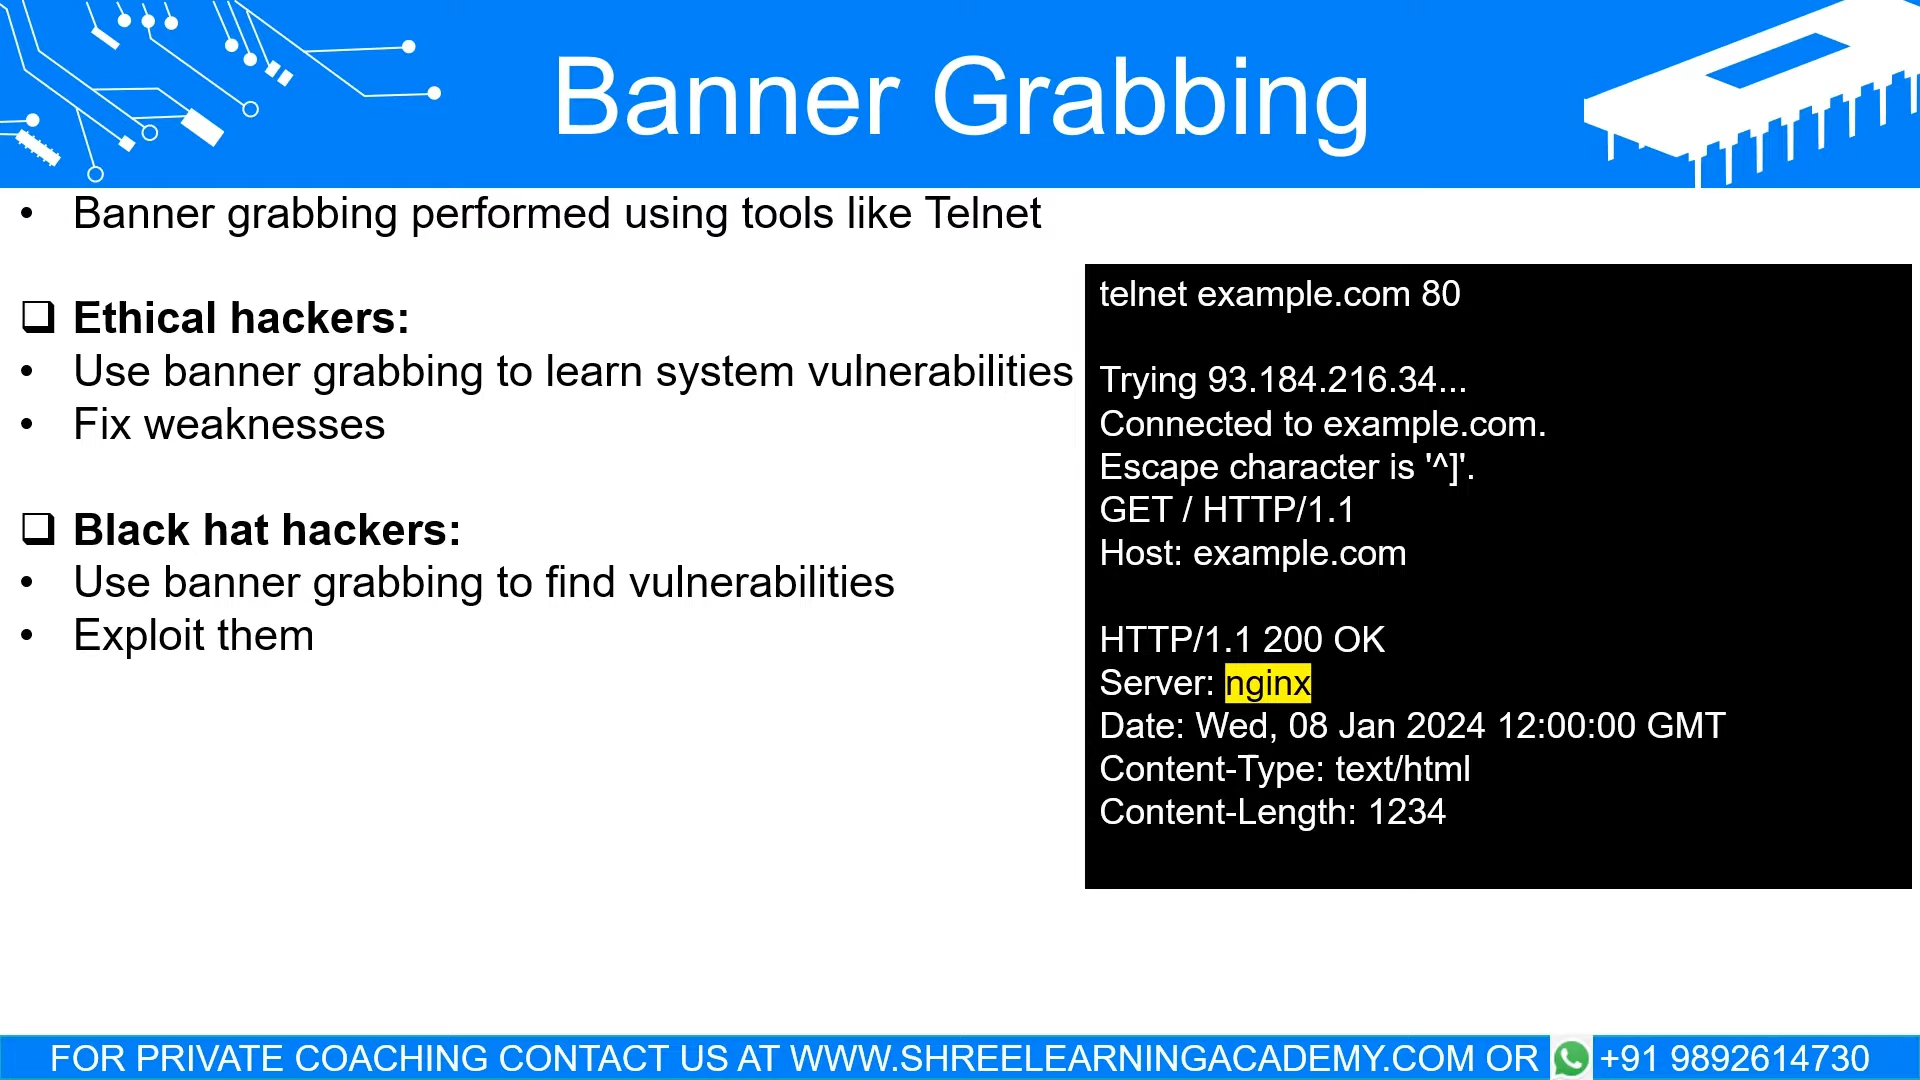 Banner Grabbing
• Banner grabbing performed using tools like Telnet
❑ Ethical hackers:
• Use banner grabbing to learn system vulnerabilities
• Fix weaknesses
❑ Black hat hackers:
• Use banner grabbing to find vulnerabilities
• Exploit them
telnet example.com 80
Trying 93.184.216.34...
Connected to example.com.
Escape character is '^]'.
GET / HTTP/1.1
Host: example.com
HTTP/1.1 200 OK
Server: nginx
Date: Wed, 08 Jan 2024 12:00:00 GMT
Content-Type: text/html
Content-Length: 1234
FOR PRIVATE COACHING CONTACT US AT WWW.SHREELEARNINGACADEMY.COM OR +91 9892614730